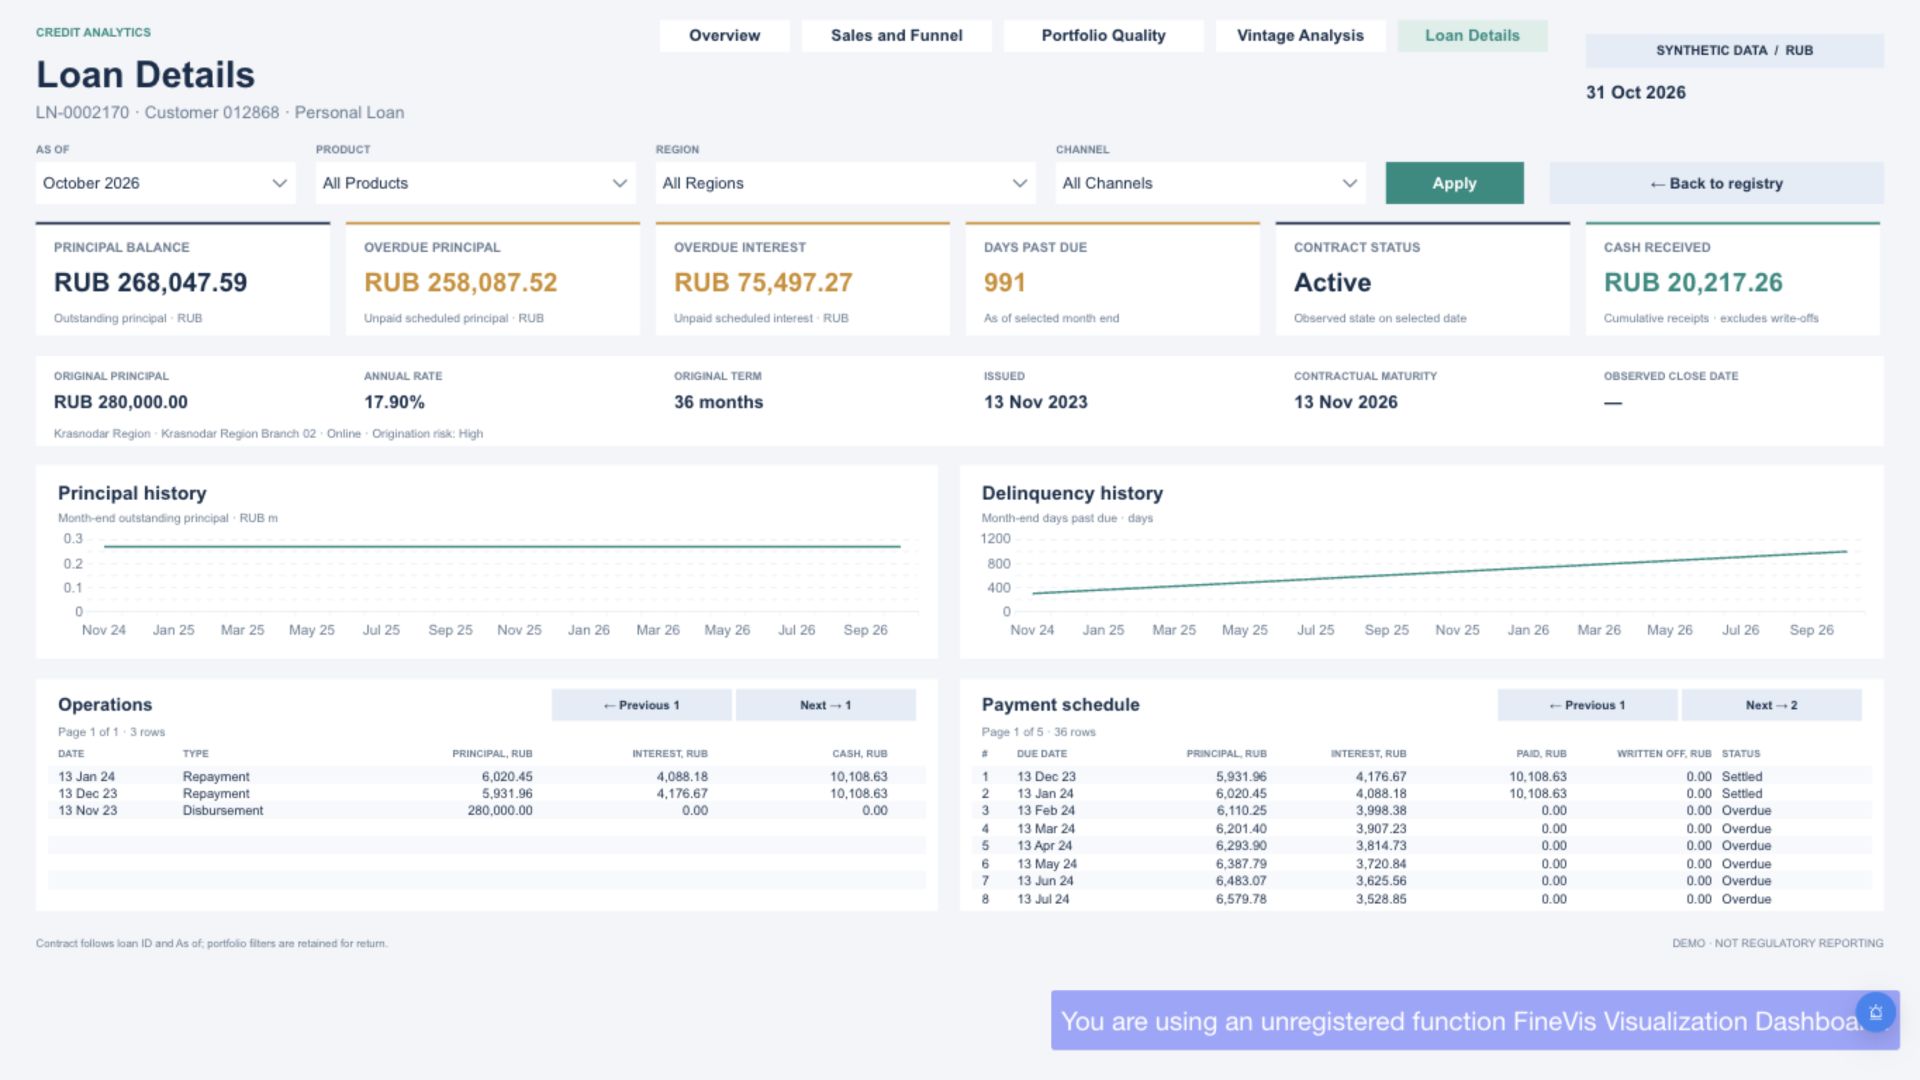 CREDIT ANALYTICS
Overview
Sales and Funnel
Portfolio Quality
Vintage Analysis
Loan Details
SYNTHETIC DATA / RUB
Loan Details
31 Oct 2026
LN-0002170 · Customer 012868 · Personal Loan
AS OF
PRODUCT
REGION
CHANNEL
October 2026
All Products
All Regions
All Channels
Apply
← Back to registry
PRINCIPAL BALANCE
RUB 268,047.59
Outstanding principal · RUB
OVERDUE PRINCIPAL
RUB 258,087.52
Unpaid scheduled principal · RUB
OVERDUE INTEREST
RUB 75,497.27
Unpaid scheduled interest · RUB
DAYS PAST DUE
991
As of selected month end
CONTRACT STATUS
Active
Observed state on selected date
CASH RECEIVED
RUB 20,217.26
Cumulative receipts · excludes write-offs
ORIGINAL PRINCIPAL
RUB 280,000.00
ANNUAL RATE
17.90%
ORIGINAL TERM
36 months
ISSUED
13 Nov 2023
CONTRACTUAL MATURITY
13 Nov 2026
OBSERVED CLOSE DATE
—
Krasnodar Region · Krasnodar Region Branch 02 · Online · Origination risk: High
Principal history
Month-end outstanding principal · RUB m
0.3
0.2
0.1
0
Nov 24 Jan 25 Mar 25 May 25 Jul 25 Sep 25 Nov 25 Jan 26 Mar 26 May 26 Jul 26 Sep 26
Delinquency history
Month-end days past due · days
1200
800
400
0
Nov 24 Jan 25 Mar 25 May 25 Jul 25 Sep 25 Nov 25 Jan 26 Mar 26 May 26 Jul 26 Sep 26
Operations
← Previous 1
Next → 1
Page 1 of 1 · 3 rows
DATE TYPE PRINCIPAL, RUB INTEREST, RUB CASH, RUB
13 Jan 24 Repayment 6,020.45 4,088.18 10,108.63
13 Dec 23 Repayment 5,931.96 4,176.67 10,108.63
13 Nov 23 Disbursement 280,000.00 0.00 0.00
Payment schedule
← Previous 1
Next → 2
Page 1 of 5 · 36 rows
# DUE DATE PRINCIPAL, RUB INTEREST, RUB PAID, RUB WRITTEN OFF, RUB STATUS
1 13 Dec 23 5,931.96 4,176.67 10,108.63 0.00 Settled
2 13 Jan 24 6,020.45 4,088.18 10,108.63 0.00 Settled
3 13 Feb 24 6,110.25 3,998.38 0.00 0.00 Overdue
4 13 Mar 24 6,201.40 3,907.23 0.00 0.00 Overdue
5 13 Apr 24 6,293.90 3,814.73 0.00 0.00 Overdue
6 13 May 24 6,387.79 3,720.84 0.00 0.00 Overdue
7 13 Jun 24 6,483.07 3,625.56 0.00 0.00 Overdue
8 13 Jul 24 6,579.78 3,528.85 0.00 0.00 Overdue
Contract follows loan ID and As of; portfolio filters are retained for return.
DEMO · NOT REGULATORY REPORTING
You are using an unregistered function FineVis Visualization